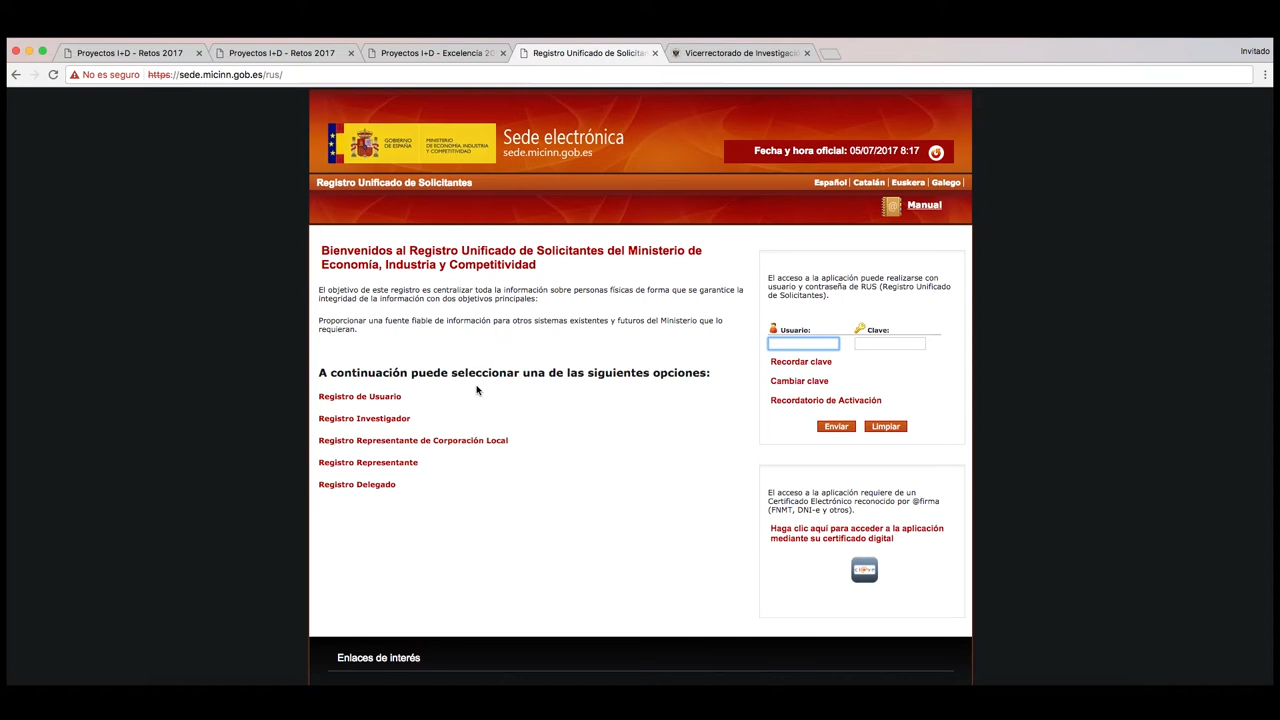 Proyectos I+D - Retos 2017
Proyectos I+D - Retos 2017
Proyectos I+D - Excelencia 20
Registro Unificado de Solicitan
Vicerrectorado de Investigació
Invitado
No es seguro
https://sede.micinn.gob.es/rus/
GOBIERNO
DE ESPAÑA
MINISTERIO
DE ECONOMÍA, INDUSTRIA
Y COMPETITIVIDAD
Sede electrónica
sede.micinn.gob.es
Fecha y hora oficial: 05/07/2017 8:17
Registro Unificado de Solicitantes
Español | Catalán | Euskera | Galego |
Manual
Bienvenidos al Registro Unificado de Solicitantes del Ministerio de
Economía, Industria y Competitividad
El objetivo de este registro es centralizar toda la información sobre personas físicas de forma que se garantice la
integridad de la información con dos objetivos principales:
Proporcionar una fuente fiable de información para otros sistemas existentes y futuros del Ministerio que lo
requieran.
A continuación puede seleccionar una de las siguientes opciones:
Registro de Usuario
Registro Investigador
Registro Representante de Corporación Local
Registro Representante
Registro Delegado
El acceso a la aplicación puede realizarse con
usuario y contraseña de RUS (Registro Unificado
de Solicitantes).
Usuario:
Clave:
Recordar clave
Cambiar clave
Recordatorio de Activación
Enviar
Limpiar
El acceso a la aplicación requiere de un
Certificado Electrónico reconocido por @firma
(FNMT, DNI-e y otros).
Haga clic aquí para acceder a la aplicación
mediante su certificado digital
cl@ve
Enlaces de interés